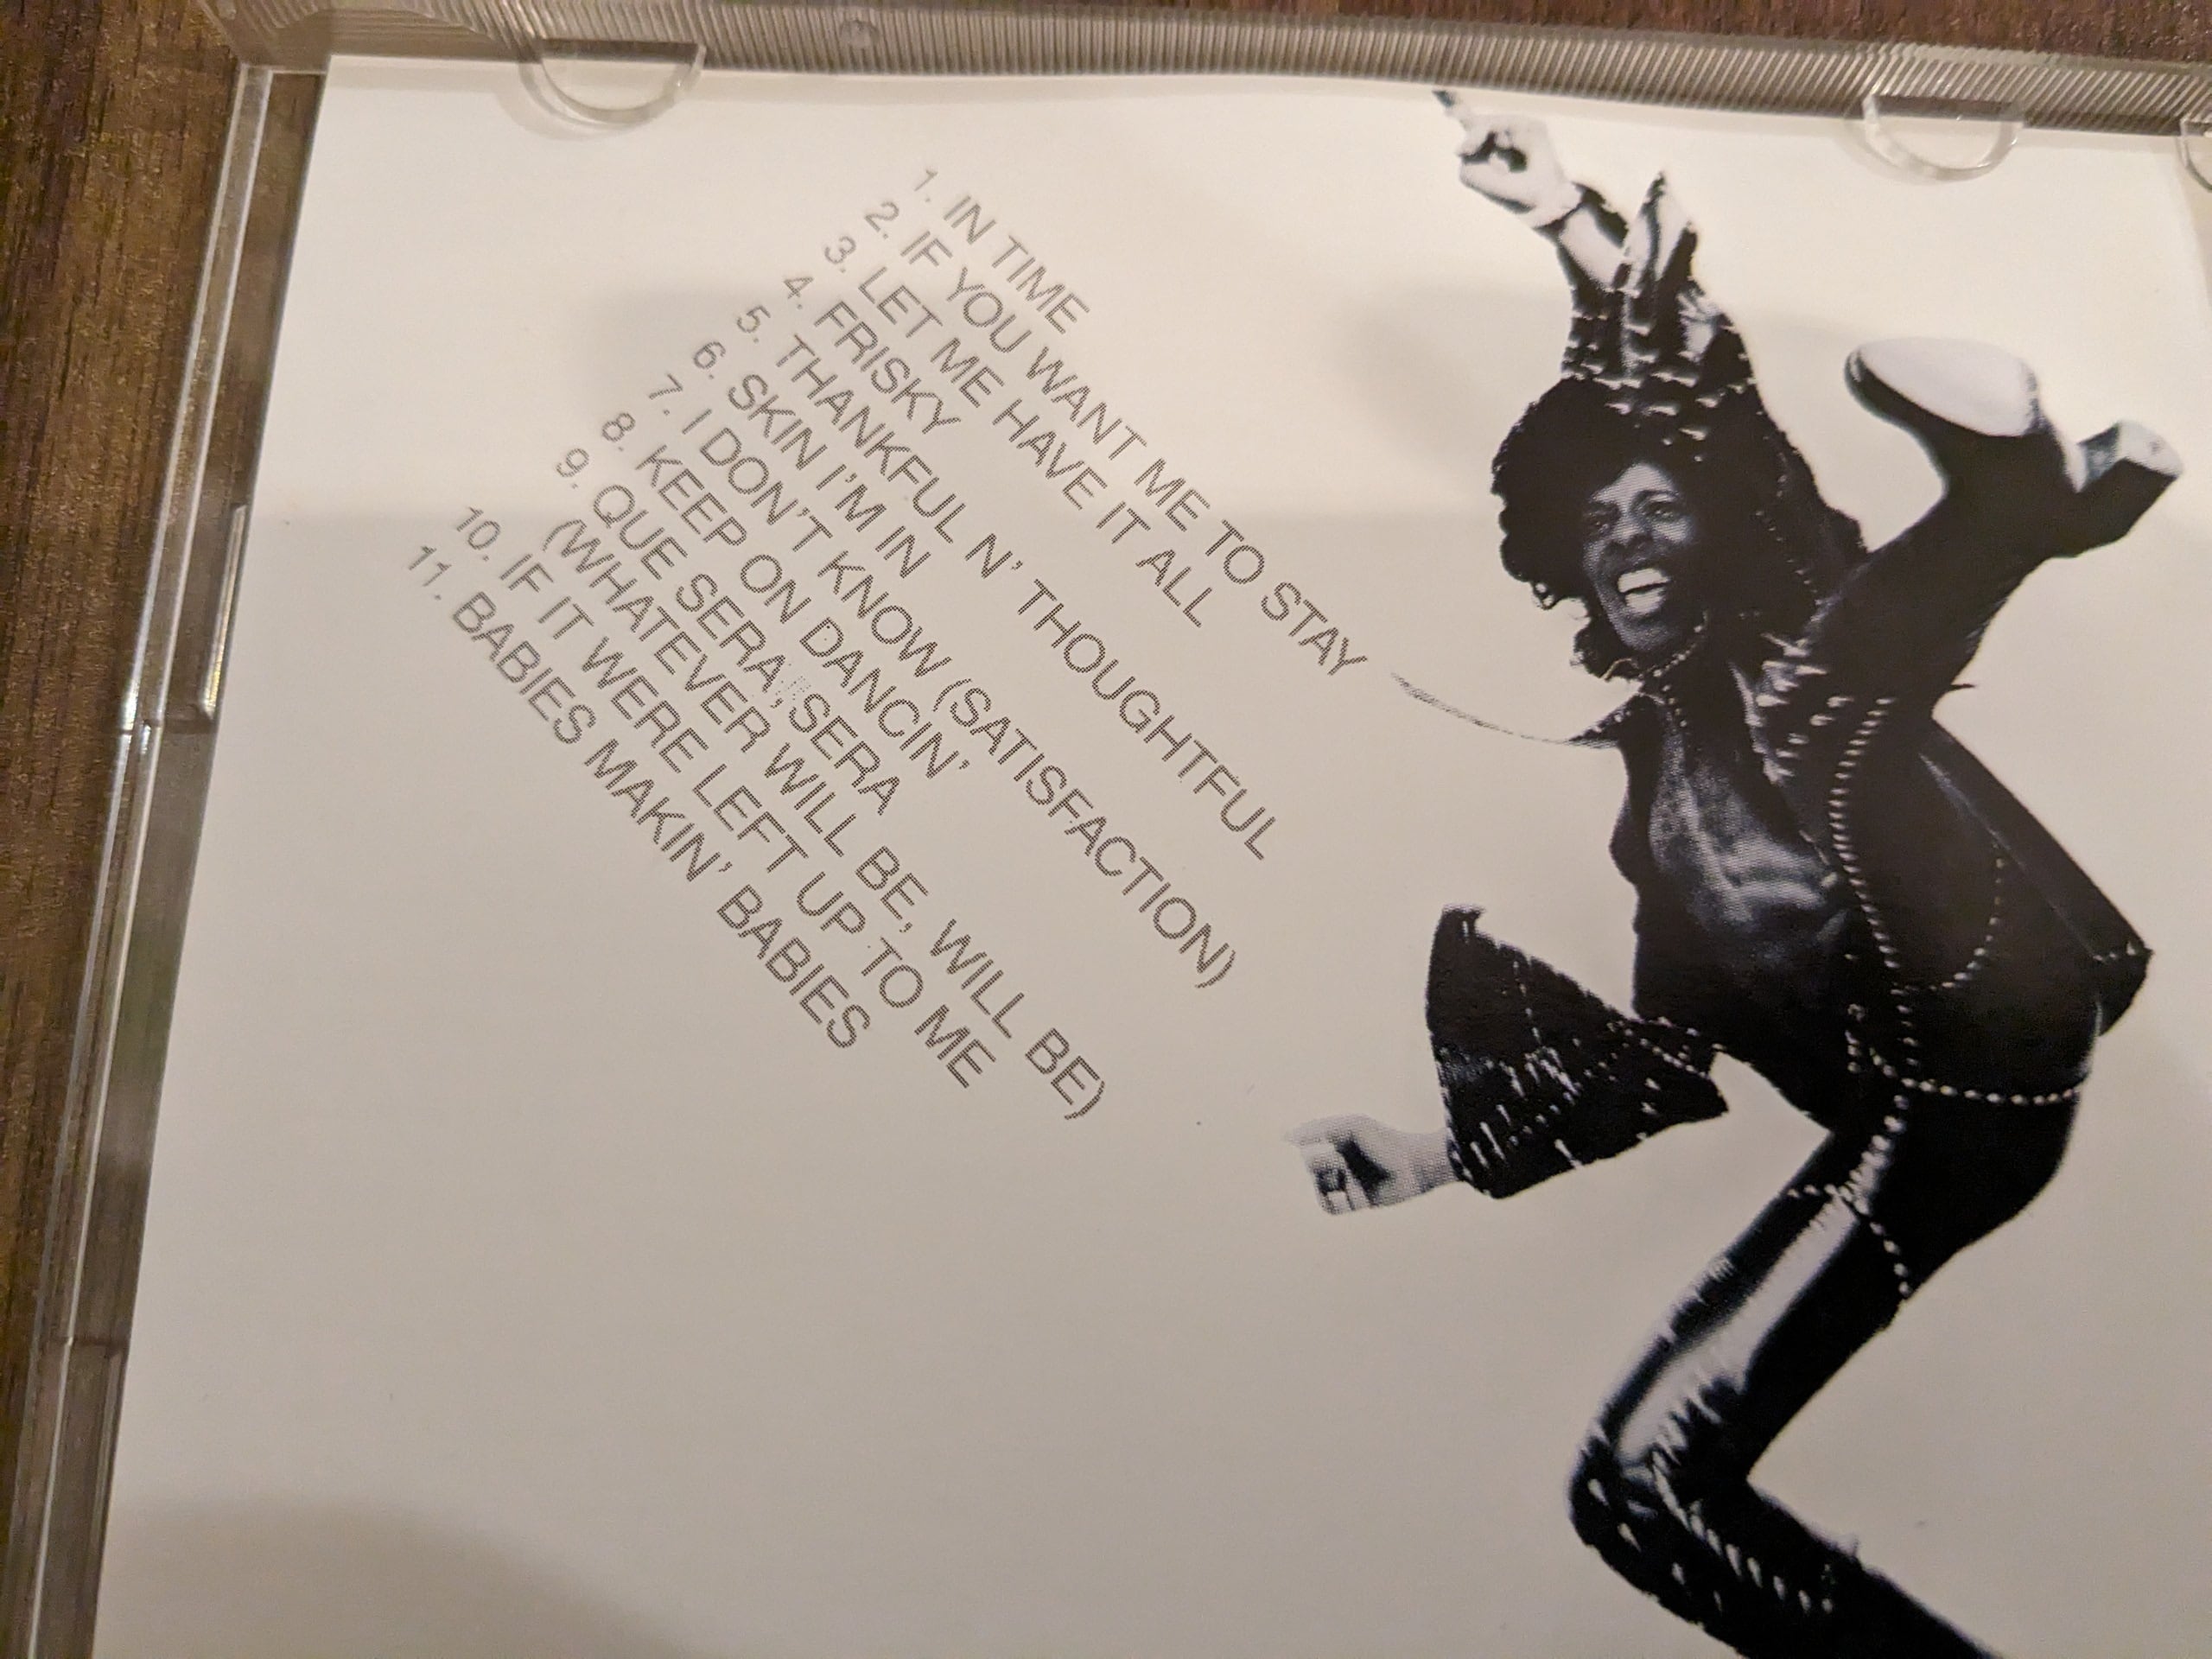 1. IN TIME
2. IF YOU WANT ME TO STAY
3. LET ME HAVE IT ALL
4. FRISKY
5. THANKFUL N' THOUGHTFUL
6. SKIN I'M IN
7. I DON'T KNOW (SATISFACTION)
8. KEEP ON DANCIN'
9. QUE SERA, SERA
(WHATEVER WILL BE, WILL BE)
10. IF IT WERE LEFT UP TO ME
11. BABIES MAKIN' BABIES